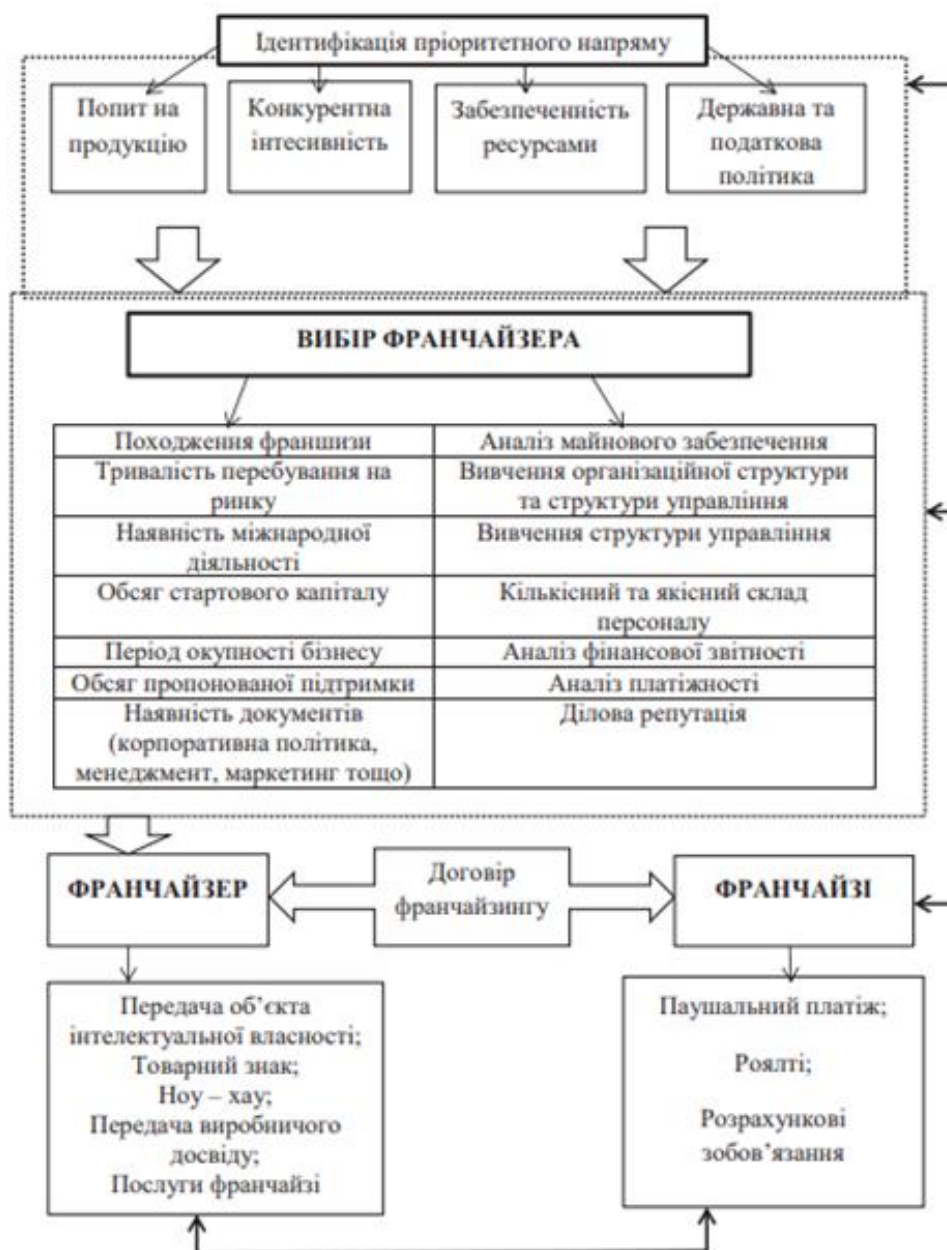 Ідентифікація пріоритетного напряму
Попит на
продукцію
Конкурентна
інтесивність
Забезпеченність
ресурсами
Державна та
податкова
політика
ВИБІР ФРАНЧАЙЗЕРА
Походження франшизи
Аналіз майнового забезпечення
Тривалість перебування на
ринку
Вивчення організаційної структури
та структури управління
Наявність міжнародної
діяльності
Вивчення структури управління
Обсяг стартового капіталу
Кількісний та якісний склад
персоналу
Період окупності бізнесу
Аналіз фінансової звітності
Обсяг пропонованої підтримки
Аналіз платіжності
Наявність документів
(корпоративна політика,
менеджмент, маркетинг тощо)
Ділова репутація
ФРАНЧАЙЗЕР
Договір
франчайзингу
ФРАНЧАЙЗІ
Передача об’єкта
інтелектуальної власності;
Товарний знак;
Ноу – хау;
Передача виробничого
досвіду;
Послуги франчайзі
Паушальний платіж;
Роялті;
Розрахункові
зобов’язання